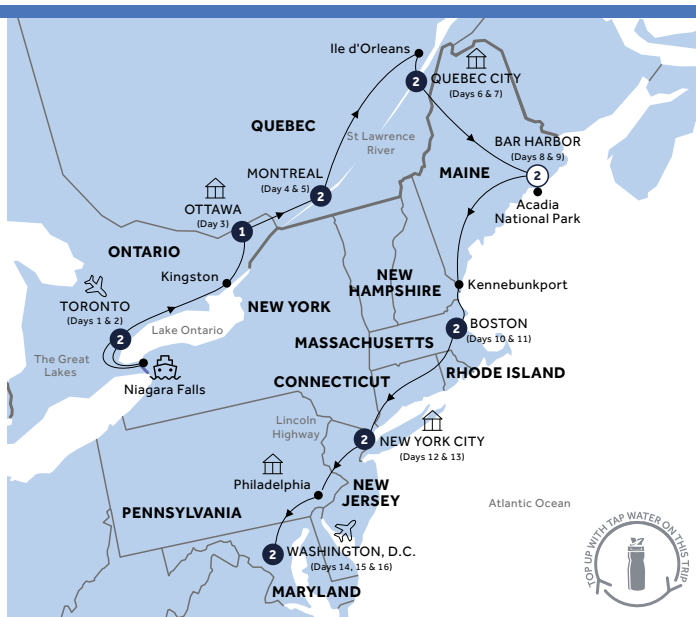 Ile d'Orleans
2
QUEBEC CITY
(Days 6 & 7)
QUEBEC
St Lawrence
River
BAR HARBOR
(Days 8 & 9)
2
MAINE
Acadia
National Park
MONTREAL
(Day 4 & 5)
2
OTTAWA
(Day 3)
1
ONTARIO
Kingston
TORONTO
(Days 1 & 2)
2
Lake Ontario
The Great
Lakes
Niagara Falls
NEW YORK
NEW
HAMPSHIRE
Kennebunkport
2
BOSTON
(Days 10 & 11)
MASSACHUSETTS
CONNECTICUT
RHODE ISLAND
Lincoln
Highway
2
NEW YORK CITY
(Days 12 & 13)
Philadelphia
NEW
JERSEY
PENNSYLVANIA
Atlantic Ocean
2
WASHINGTON, D.C.
(Days 14, 15 & 16)
MARYLAND
TOP UP WITH TAP WATER ON THIS TRIP